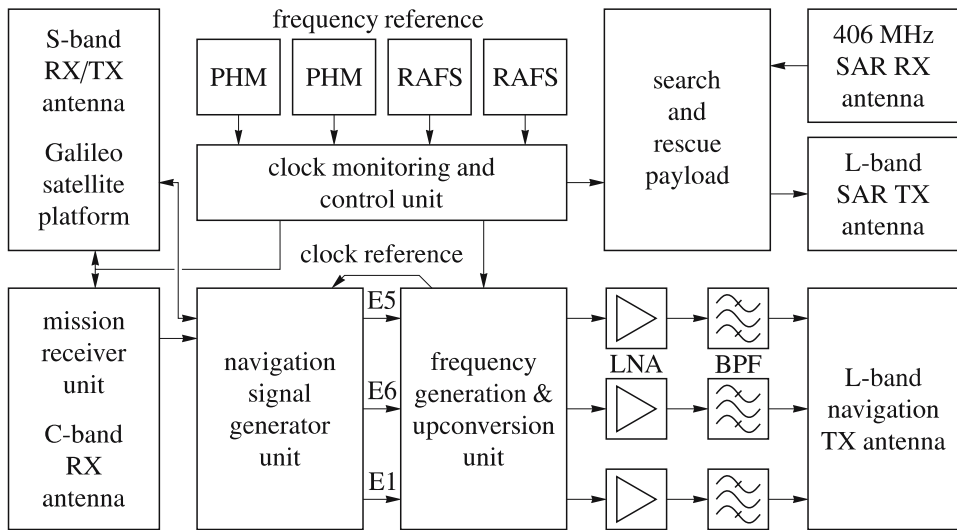 frequency reference
S-band
RX/TX
antenna
Galileo
satellite
platform
PHM
PHM
RAFS
RAFS
clock monitoring and
control unit
search
and
rescue
payload
406 MHz
SAR RX
antenna
L-band
SAR TX
antenna
clock reference
mission
receiver
unit
C-band
RX
antenna
navigation
signal
generator
unit
E5
E6
E1
frequency
generation &
upconversion
unit
LNA
BPF
L-band
navigation
TX antenna